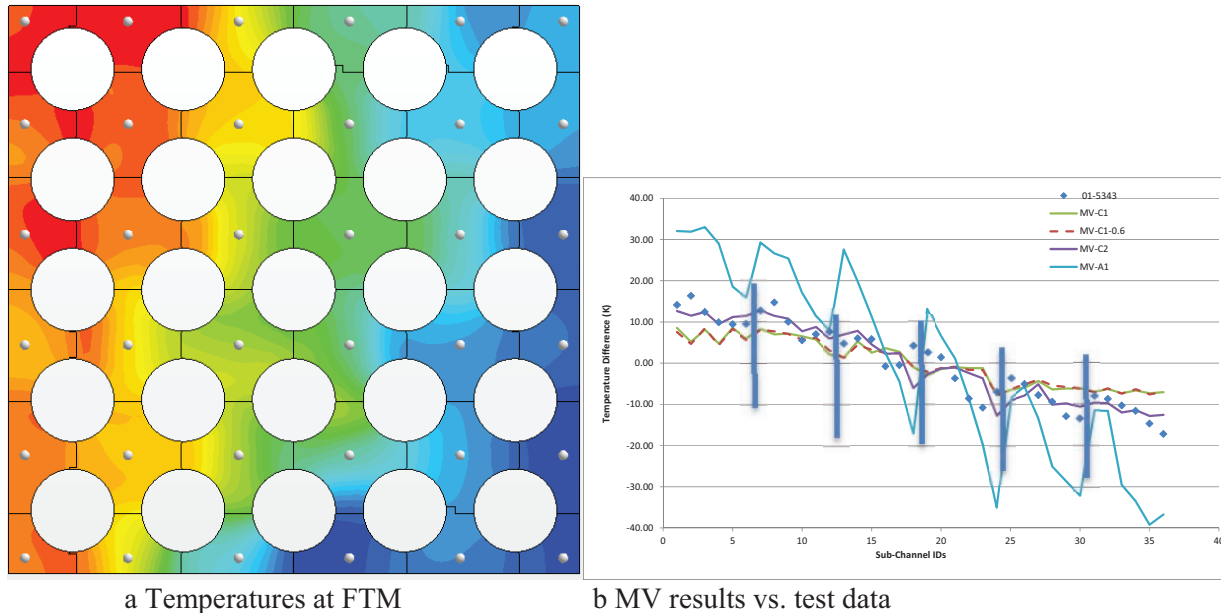 40.00
30.00
20.00
10.00
0.00
-10.00
-20.00
-30.00
-40.00
Temperature Difference (K)
01-5343
MV-C1
MV-C1-0.6
MV-C2
MV-A1
0 5 10 15 20 25 30 35 40
Sub-Channel IDs
a Temperatures at FTM
b MV results vs. test data